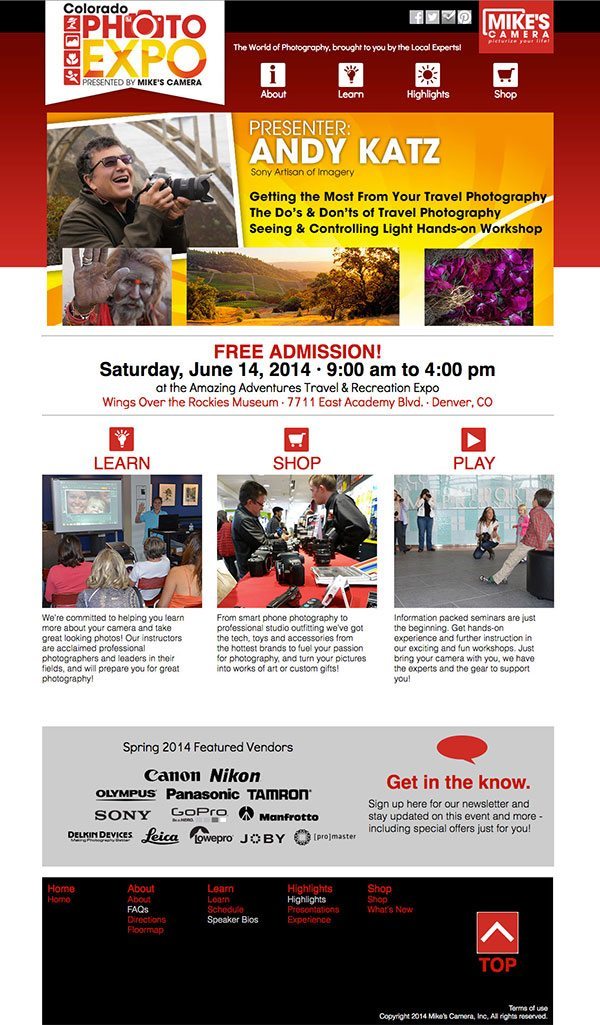 Colorado
PHOTO
EXPO
PRESENTED BY MIKE'S CAMERA
The World of Photography, brought to you by the Local Experts!
MIKE'S
CAMERA
picturize your life!
About
Learn
Highlights
Shop
PRESENTER:
ANDY KATZ
Sony Artisan of Imagery
Getting the Most From Your Travel Photography
The Do's & Don'ts of Travel Photography
Seeing & Controlling Light Hands-on Workshop
FREE ADMISSION!
Saturday, June 14, 2014 · 9:00 am to 4:00 pm
at the Amazing Adventures Travel & Recreation Expo
Wings Over the Rockies Museum · 7711 East Academy Blvd. · Denver, CO
LEARN
SHOP
PLAY
We're committed to helping you learn
more about your camera and take
great looking photos! Our instructors
are acclaimed professional
photographers and leaders in their
fields, and will prepare you for great
photography!
From smart phone photography to
professional studio outfitting we've got
the tech, toys and accessories from
the hottest brands to fuel your passion
for photography, and turn your pictures
into works of art or custom gifts!
Information packed seminars are just
the beginning. Get hands-on
experience and further instruction in
our exciting and fun workshops. Just
bring your camera with you, we have
the experts and the gear to support
you!
Spring 2014 Featured Vendors
Canon Nikon
OLYMPUS Panasonic TAMRON
SONY GoPro Manfrotto
Be a HERO.
DELKIN DEVICES Leica Lowepro JOBY [pro]master
Making Photography Better
Get in the know.
Sign up here for our newsletter and
stay updated on this event and more -
including special offers just for you!
Home
Home
About
About
FAQs
Directions
Floormap
Learn
Learn
Schedule
Speaker Bios
Highlights
Highlights
Presentations
Experience
Shop
Shop
What's New
TOP
Terms of use
Copyright 2014 Mike's Camera, Inc, All rights reserved.